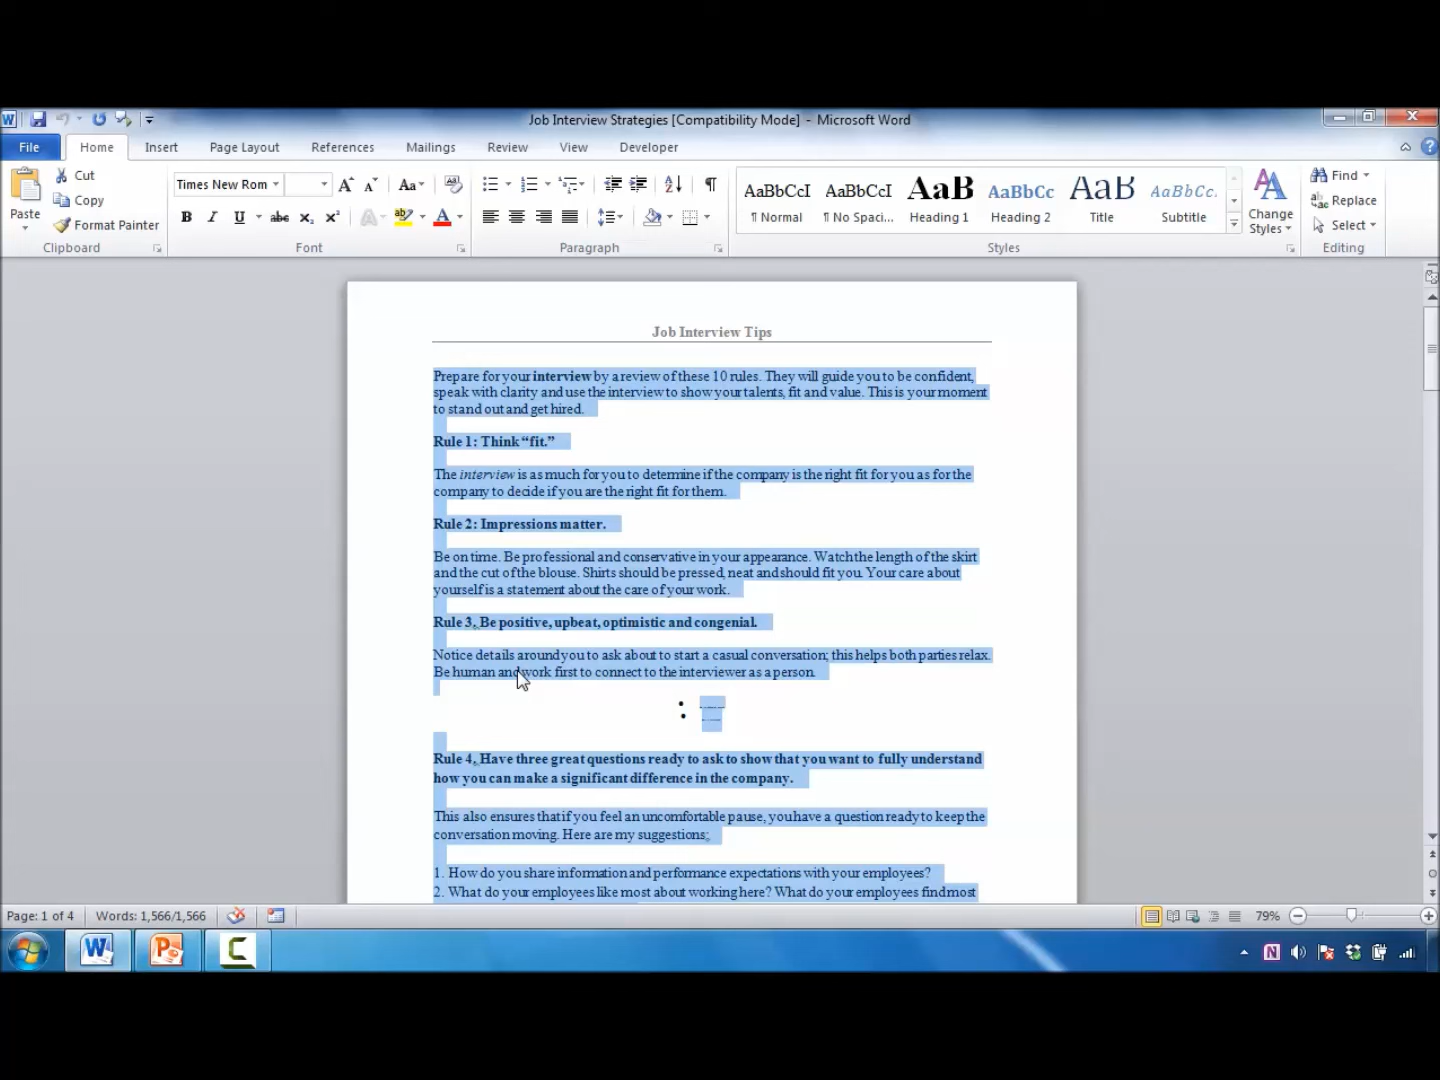 Job Interview Strategies [Compatibility Mode] - Microsoft Word
File Home Insert Page Layout References Mailings Review View Developer
Paste
Cut
Copy
Format Painter
Clipboard
Times New Rom
Font
Paragraph
AaBbCcI AaBbCcI AaB AaBbCc AaB AaBbCc.
¶ Normal ¶ No Spaci... Heading 1 Heading 2 Title Subtitle
Styles
Change
Styles
Find
Replace
Select
Editing
Job Interview Tips
Prepare for your interview by a review of these 10 rules. They will guide you to be confident,
speak with clarity and use the interview to show your talents, fit and value. This is your moment
to stand out and get hired.
Rule 1: Think “fit.”
The interview is as much for you to determine if the company is the right fit for you as for the
company to decide if you are the right fit for them.
Rule 2: Impressions matter.
Be on time. Be professional and conservative in your appearance. Watch the length of the skirt
and the cut of the blouse. Shirts should be pressed, neat and should fit you. Your care about
yourself is a statement about the care of your work.
Rule 3. Be positive, upbeat, optimistic and congenial.
Notice details around you to ask about to start a casual conversation; this helps both parties relax.
Be human and work first to connect to the interviewer as a person.
Rule 4. Have three great questions ready to ask to show that you want to fully understand
how you can make a significant difference in the company.
This also ensures that if you feel an uncomfortable pause, you have a question ready to keep the
conversation moving. Here are my suggestions:
1. How do you share information and performance expectations with your employees?
2. What do your employees like most about working here? What do your employees find most
Page: 1 of 4 Words: 1,566/1,566 79%